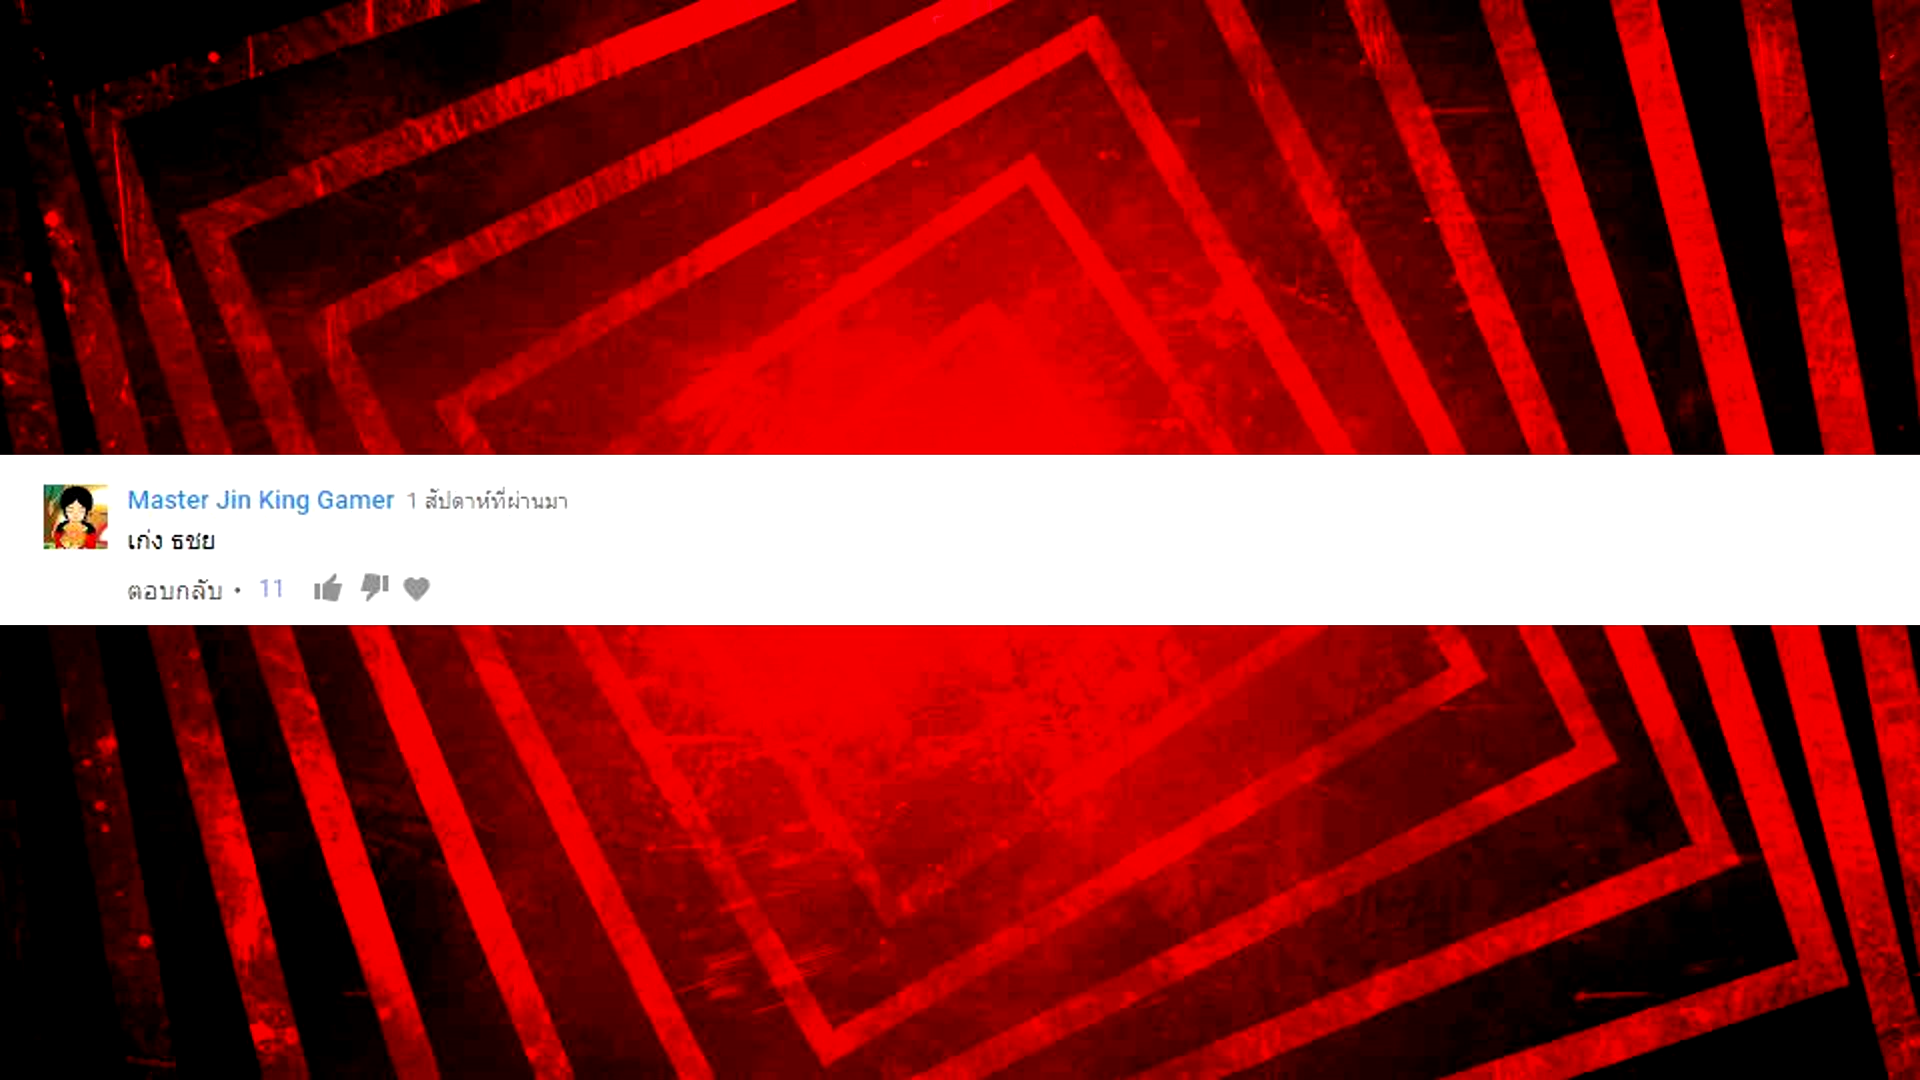 Master Jin King Gamer 1 สัปดาห์ที่ผ่านมา
เก่ง ธชย
ตอบกลับ • 11